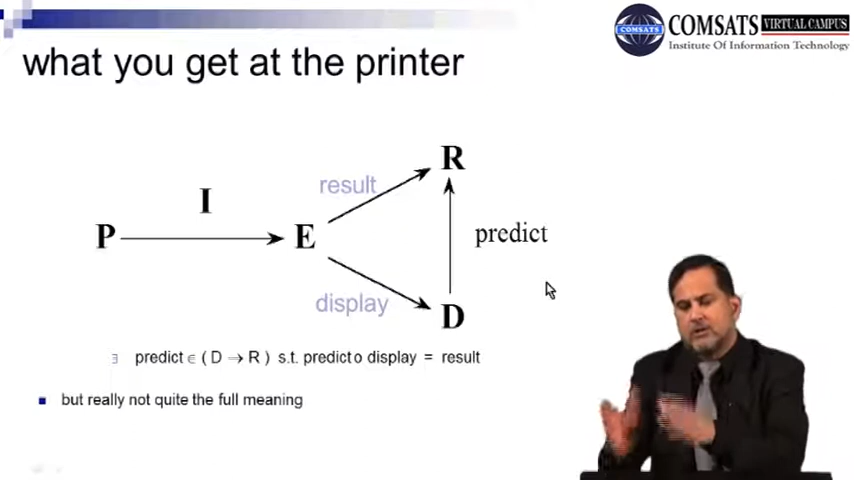 COMSATS VIRTUAL CAMPUS
COMSATS
Institute Of Information Technology
what you get at the printer
R
result
I
P
E
predict
display
D
∃ predict ∈ ( D → R ) s.t. predict o display = result
but really not quite the full meaning